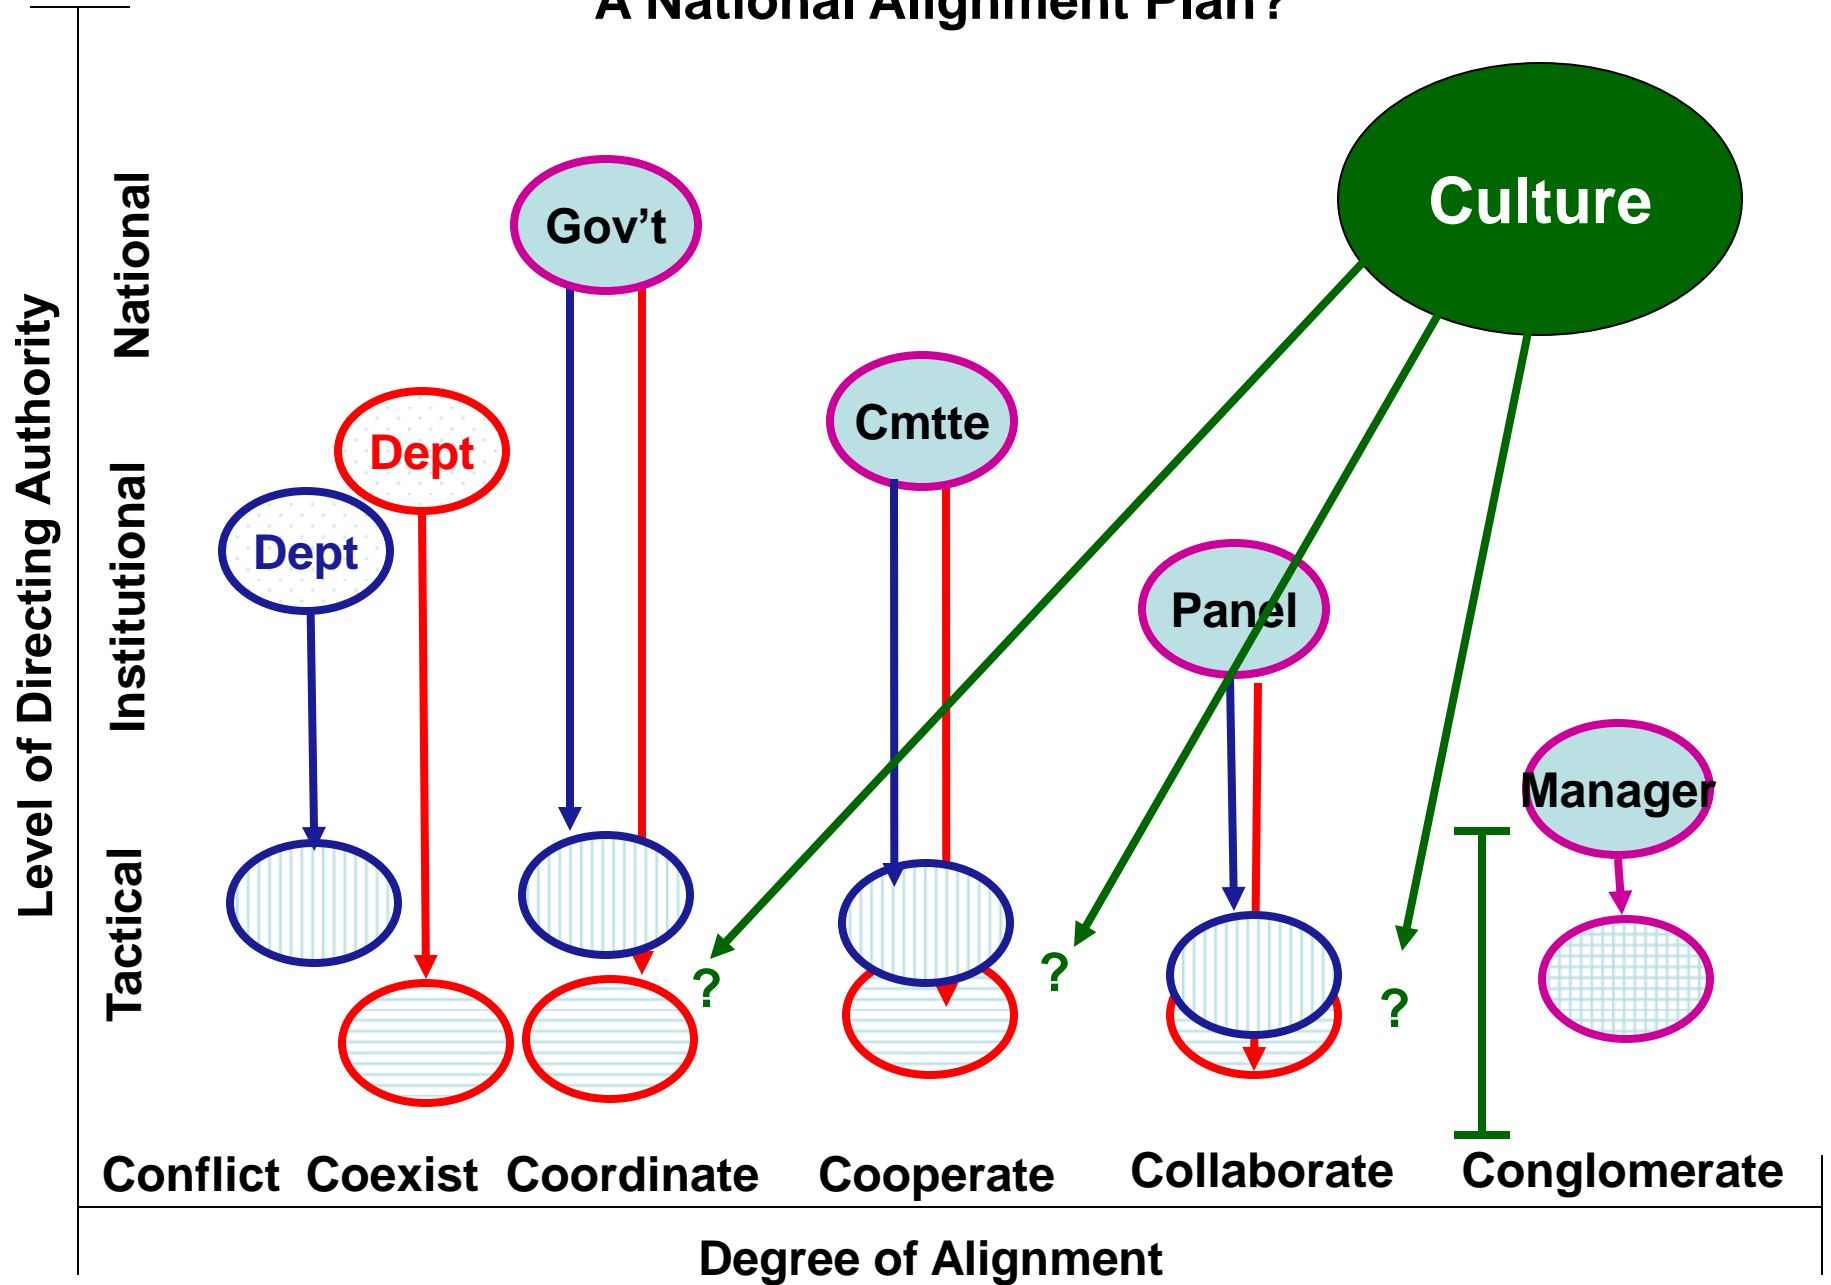 A National Alignment Plan?
Culture
Gov’t
Cmtte
Dept
Dept
Panel
Manager
Level of Directing Authority
National
Institutional
Tactical
?
?
?
Conflict Coexist Coordinate Cooperate Collaborate Conglomerate
Degree of Alignment